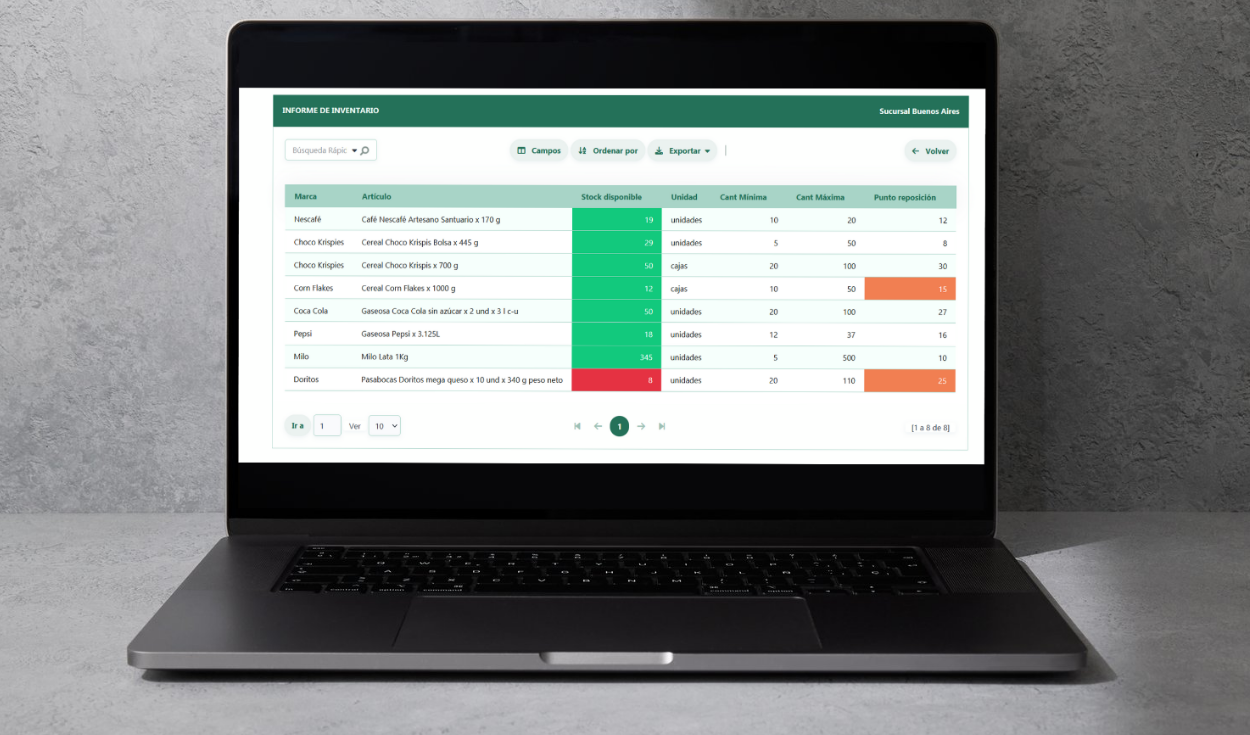 INFORME DE INVENTARIO Sucursal Buenos Aires
Búsqueda Rápic Campos Ordenar por Exportar Volver
Marca Artículo Stock disponible Unidad Cant Mínima Cant Máxima Punto reposición
Nescafé Café Nescafé Artesano Santuario x 170 g 19 unidades 10 20 12
Choco Krispies Cereal Choco Krispis Bolsa x 445 g 29 unidades 5 50 8
Choco Krispies Cereal Choco Krispis x 700 g 50 cajas 20 100 30
Corn Flakes Cereal Corn Flakes x 1000 g 12 cajas 10 50 15
Coca Cola Gaseosa Coca Cola sin azúcar x 2 und x 3 l c-u 50 unidades 20 100 27
Pepsi Gaseosa Pepsi x 3.125L 18 unidades 12 37 16
Milo Milo Lata 1Kg 345 unidades 5 500 10
Doritos Pasabocas Doritos mega queso x 10 und x 340 g peso neto 8 unidades 20 110 25
Ir a 1 Ver 10 1 [1 a 8 de 8]